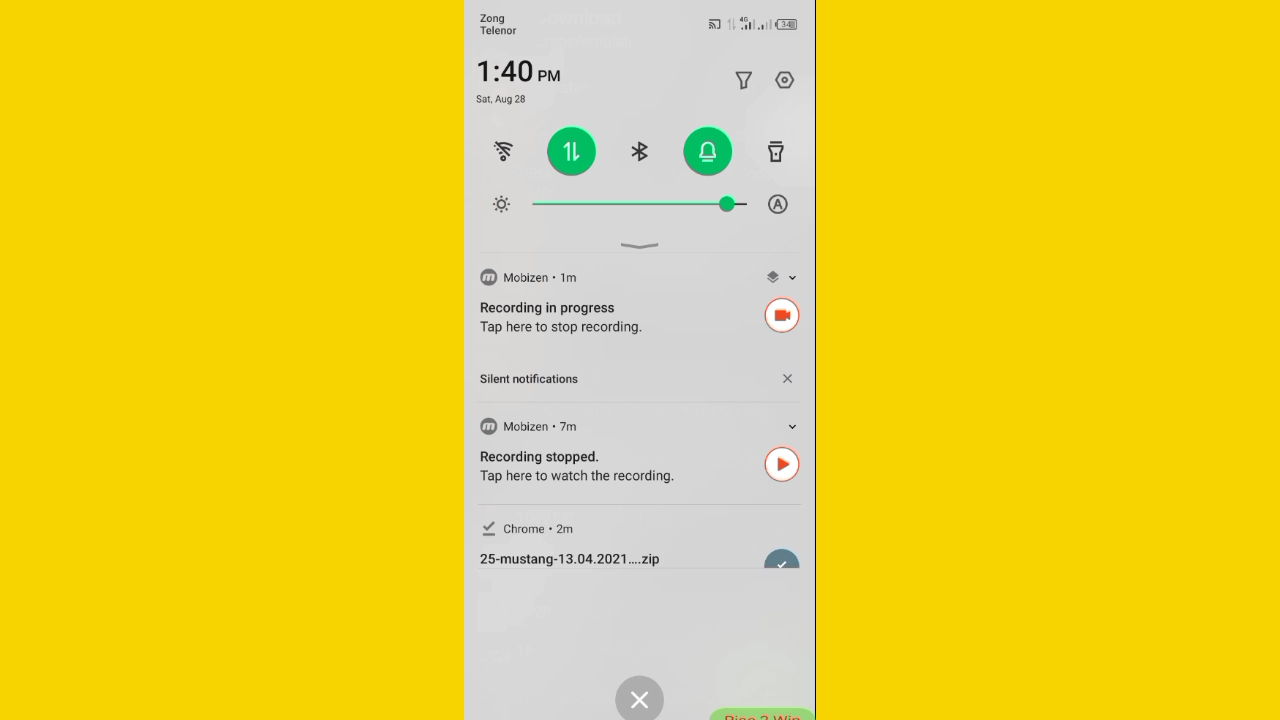 Zong
Telenor
4G
34
1:40 PM
Sat, Aug 28
A
Mobizen • 1m
Recording in progress
Tap here to stop recording.
Silent notifications
Mobizen • 7m
Recording stopped.
Tap here to watch the recording.
Chrome • 2m
25-mustang-13.04.2021....zip